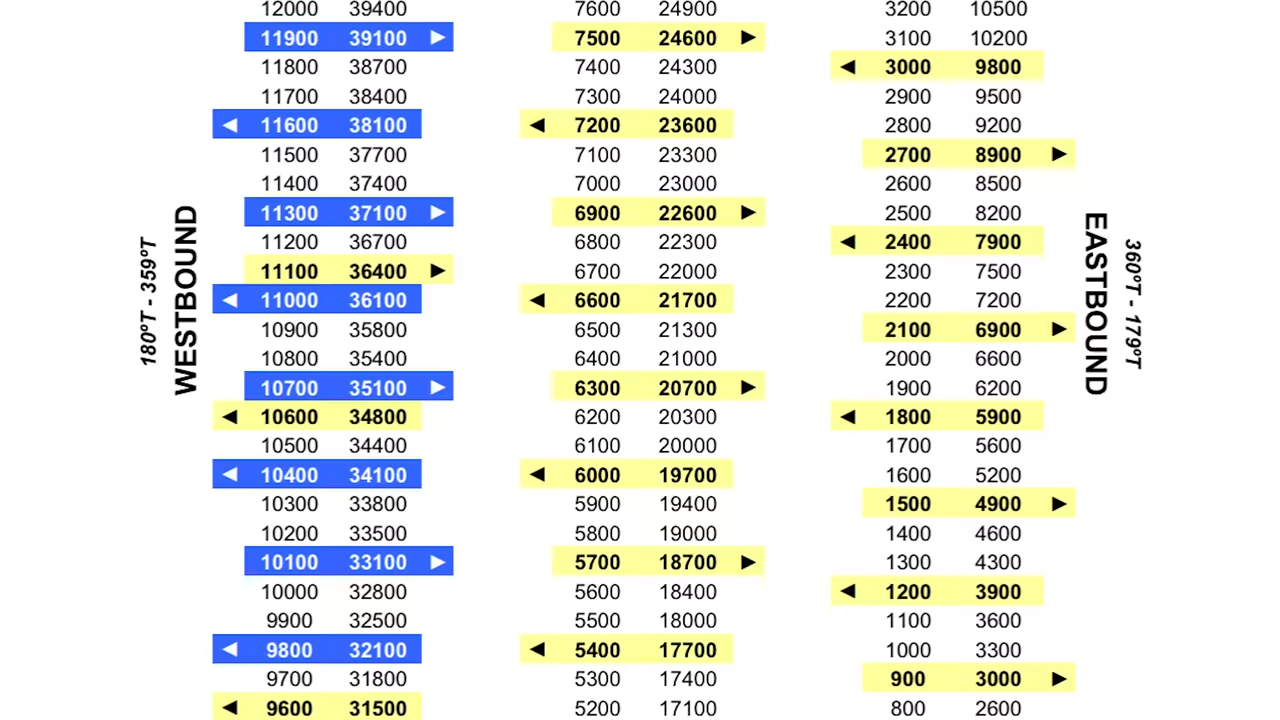 12000 39400 7600 24900 3200 10500
11900 39100 ► 7500 24600 ► 3100 10200
11800 38700 7400 24300 ◄ 3000 9800
11700 38400 7300 24000 2900 9500
◄ 11600 38100 ◄ 7200 23600 2800 9200
11500 37700 7100 23300 2700 8900 ►
11400 37400 7000 23000 2600 8500
11300 37100 ► 6900 22600 ► 2500 8200
11200 36700 6800 22300 ◄ 2400 7900
11100 36400 ► 6700 22000 2300 7500
◄ 11000 36100 ◄ 6600 21700 2200 7200
10900 35800 6500 21300 2100 6900 ►
10800 35400 6400 21000 2000 6600
10700 35100 ► 6300 20700 ► 1900 6200
◄ 10600 34800 6200 20300 ◄ 1800 5900
10500 34400 6100 20000 1700 5600
◄ 10400 34100 ◄ 6000 19700 1600 5200
10300 33800 5900 19400 1500 4900 ►
10200 33500 5800 19000 1400 4600
10100 33100 ► 5700 18700 ► 1300 4300
10000 32800 5600 18400 ◄ 1200 3900
9900 32500 5500 18000 1100 3600
◄ 9800 32100 ◄ 5400 17700 1000 3300
9700 31800 5300 17400 900 3000 ►
◄ 9600 31500 5200 17100 800 2600
180°T - 359°T
WESTBOUND
EASTBOUND
360°T - 179°T